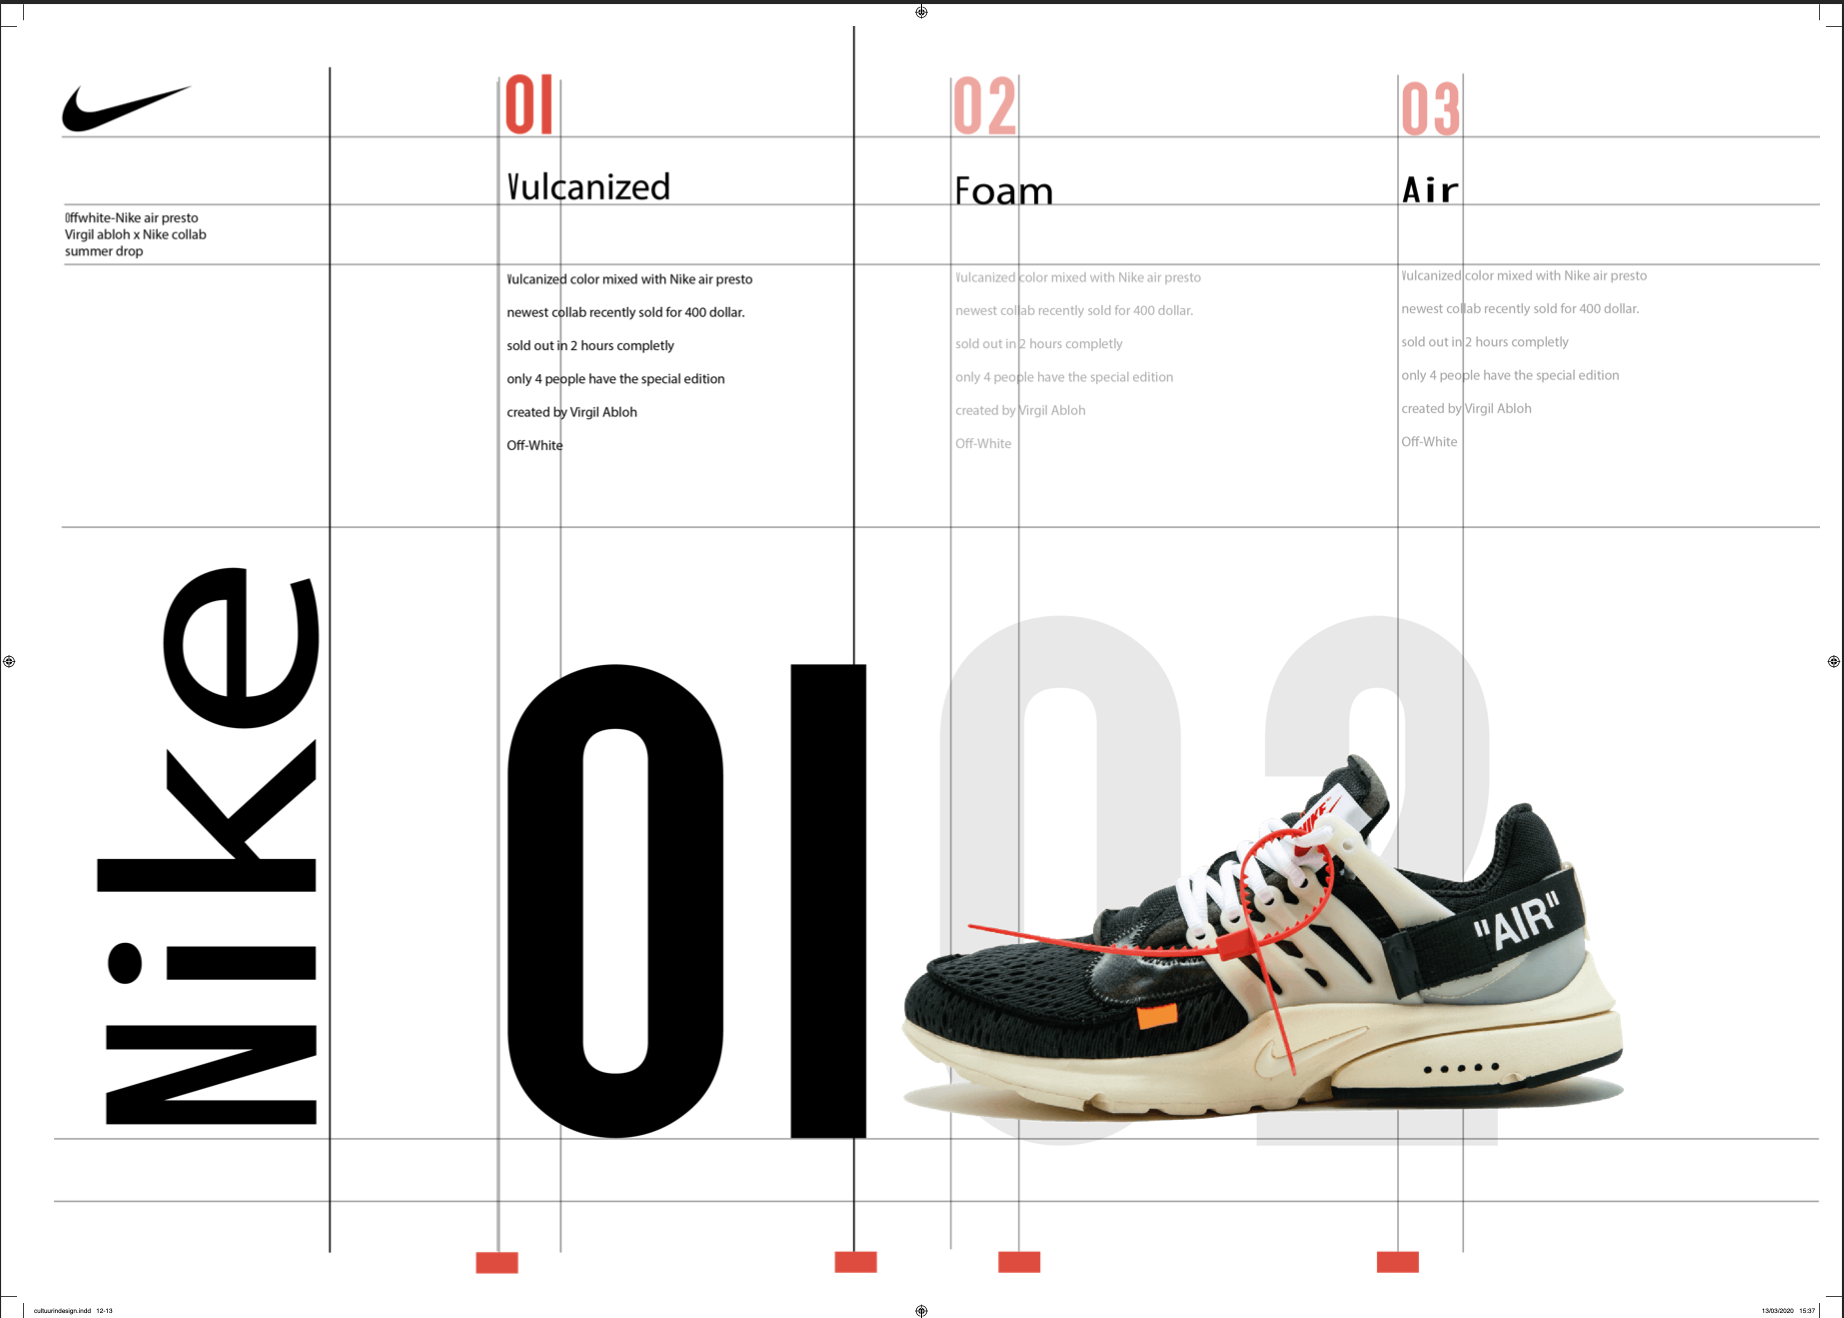 01
02
03
Vulcanized
Foam
Air
Offwhite-Nike air presto
Virgil abloh x Nike collab
summer drop
Vulcanized color mixed with Nike air presto
newest collab recently sold for 400 dollar.
sold out in 2 hours completly
only 4 people have the special edition
created by Virgil Abloh
Off-White
Vulcanized color mixed with Nike air presto
newest collab recently sold for 400 dollar.
sold out in 2 hours completly
only 4 people have the special edition
created by Virgil Abloh
Off-White
Vulcanized color mixed with Nike air presto
newest collab recently sold for 400 dollar.
sold out in 2 hours completly
only 4 people have the special edition
created by Virgil Abloh
Off-White
Nike
01
02
NIKE
"AIR"
cultuurindesign.indd 12-13
13/03/2020 15:37